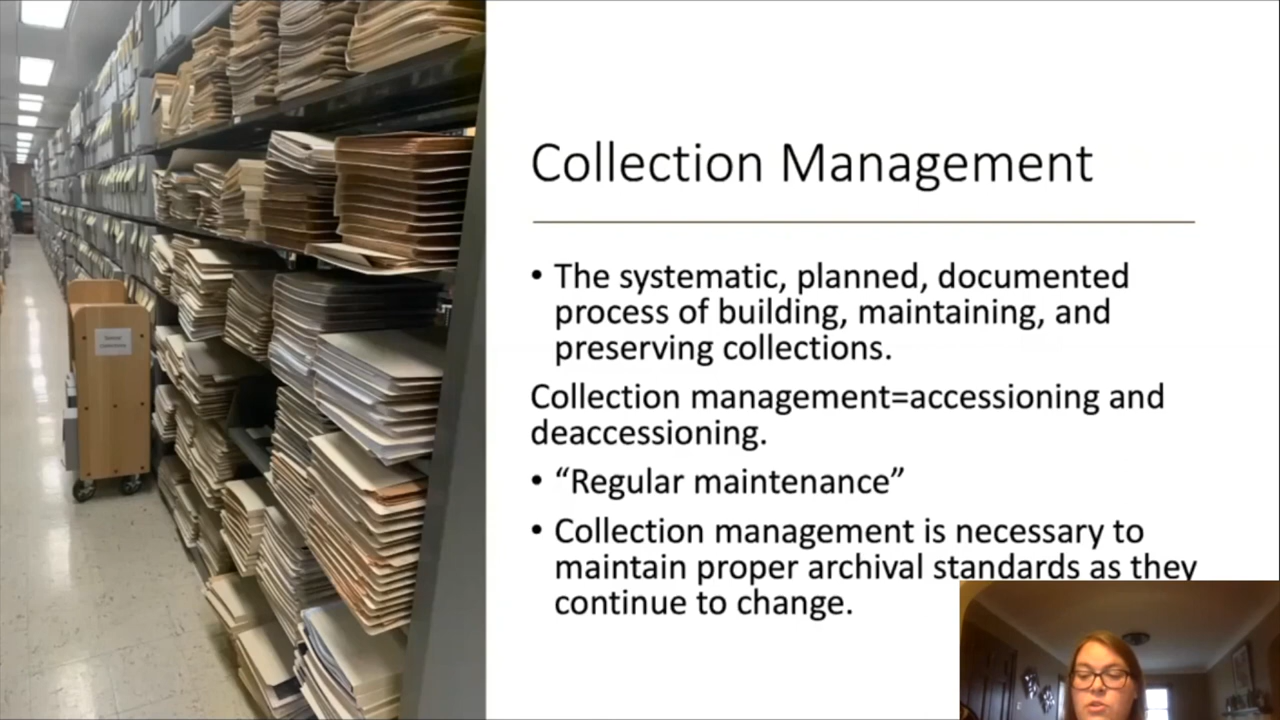 Collection Management
• The systematic, planned, documented
process of building, maintaining, and
preserving collections.
Collection management=accessioning and
deaccessioning.
• “Regular maintenance”
• Collection management is necessary to
maintain proper archival standards as they
continue to change.